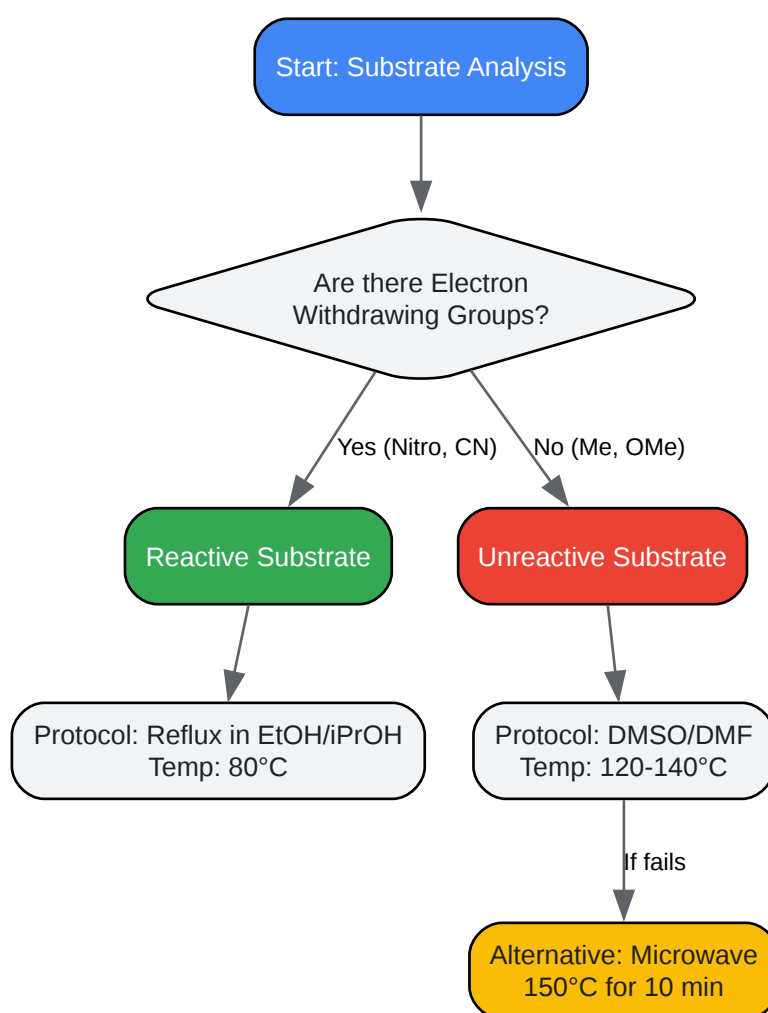 Start: Substrate Analysis
Are there Electron
Withdrawing Groups?
Yes (Nitro, CN)
No (Me, OMe)
Reactive Substrate
Unreactive Substrate
Protocol: Reflux in EtOH/iPrOH
Temp: 80°C
Protocol: DMSO/DMF
Temp: 120-140°C
If fails
Alternative: Microwave
150°C for 10 min